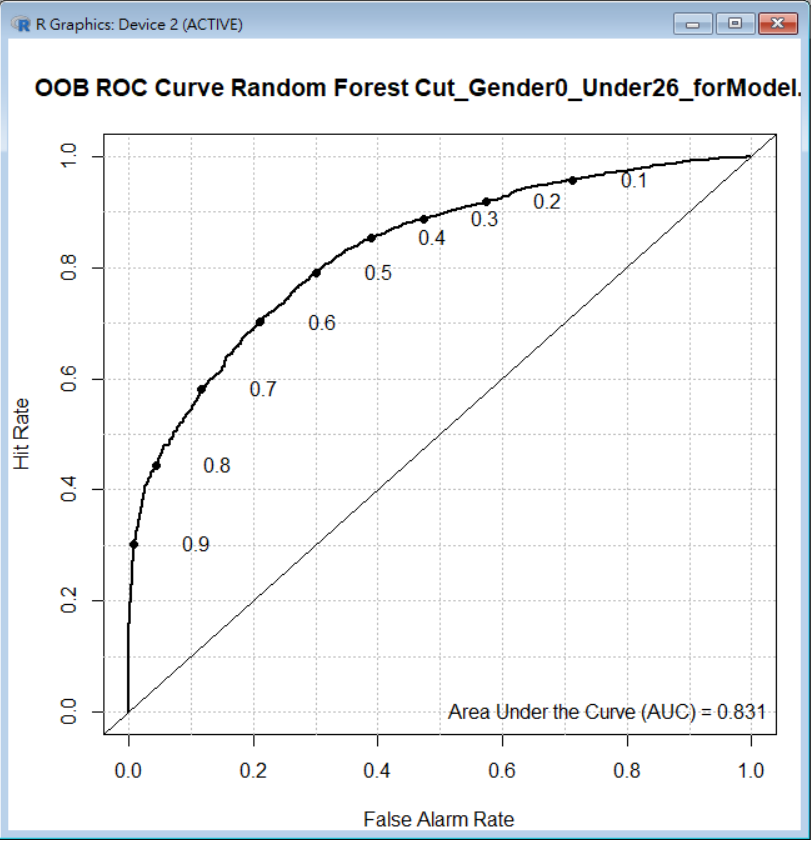 R Graphics: Device 2 (ACTIVE)
OOB ROC Curve Random Forest Cut_Gender0_Under26_forModel.
1.0
0.8
0.6
0.4
0.2
0.0
Hit Rate
0.1
0.2
0.3
0.4
0.5
0.6
0.7
0.8
0.9
Area Under the Curve (AUC) = 0.831
0.0 0.2 0.4 0.6 0.8 1.0
False Alarm Rate